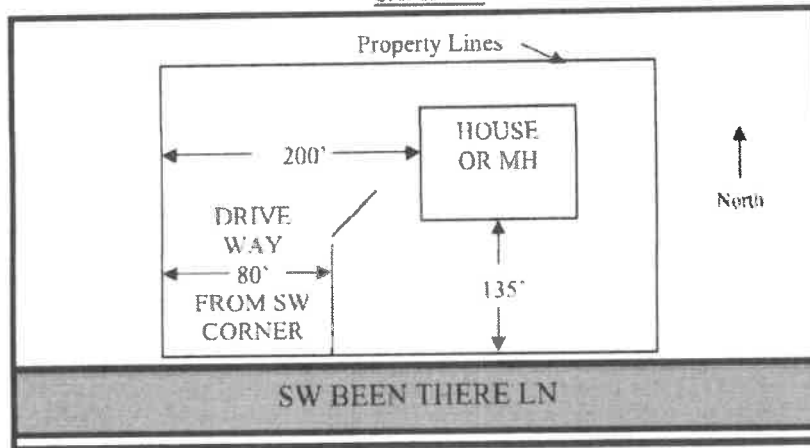 Property Lines
HOUSE
OR MH
200'
North
DRIVE
WAY
80'
FROM SW
CORNER
135'
SW BEEN THERE LN